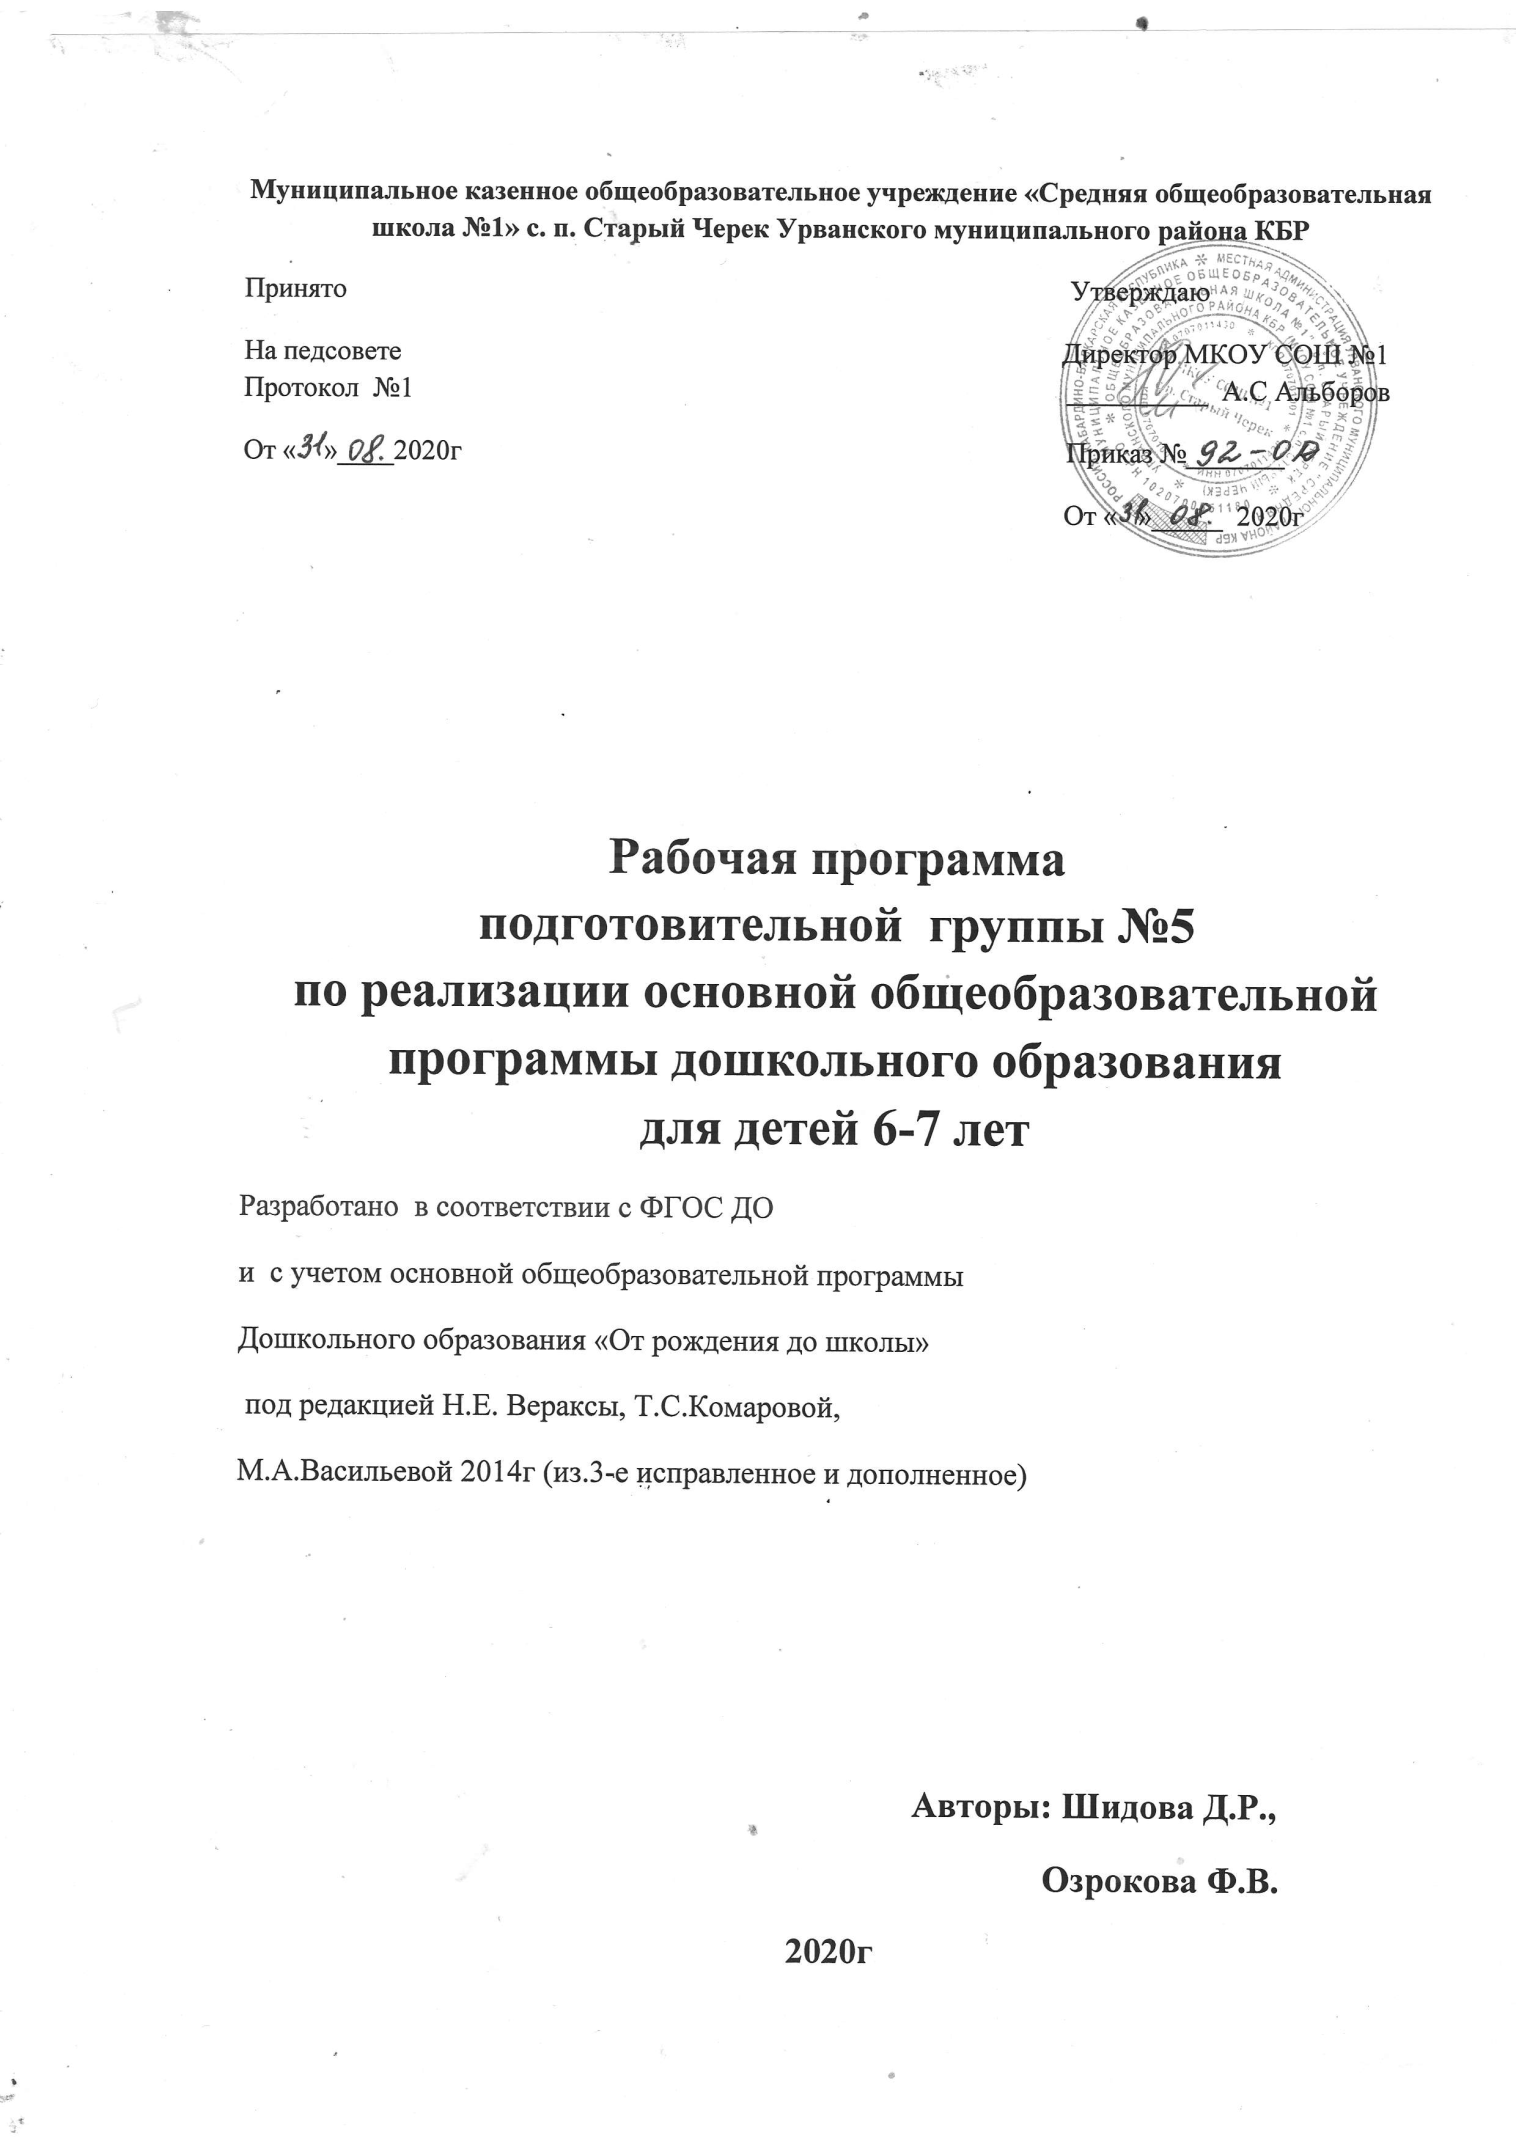 Муниципальное казенное общеобразовательное учреждение «Средняя общеобразовательная
школа №1» с. п. Старый Черек Урванского муниципального района КБР
Принято
На педсовете
Протокол №1
От «31» 08. 2020г
Утверждаю
Директор МКОУ СОШ №1
А.С Альборов
Приказ № 92-ОД
От «31» 08. 2020г
Рабочая программа
подготовительной группы №5
по реализации основной общеобразовательной
программы дошкольного образования
для детей 6-7 лет
Разработано в соответствии с ФГОС ДО
и с учетом основной общеобразовательной программы
Дошкольного образования «От рождения до школы»
под редакцией Н.Е. Вераксы, Т.С.Комаровой,
М.А.Васильевой 2014г (из.3-е исправленное и дополненное)
Авторы: Шидова Д.Р.,
Озрокова Ф.В.
2020г